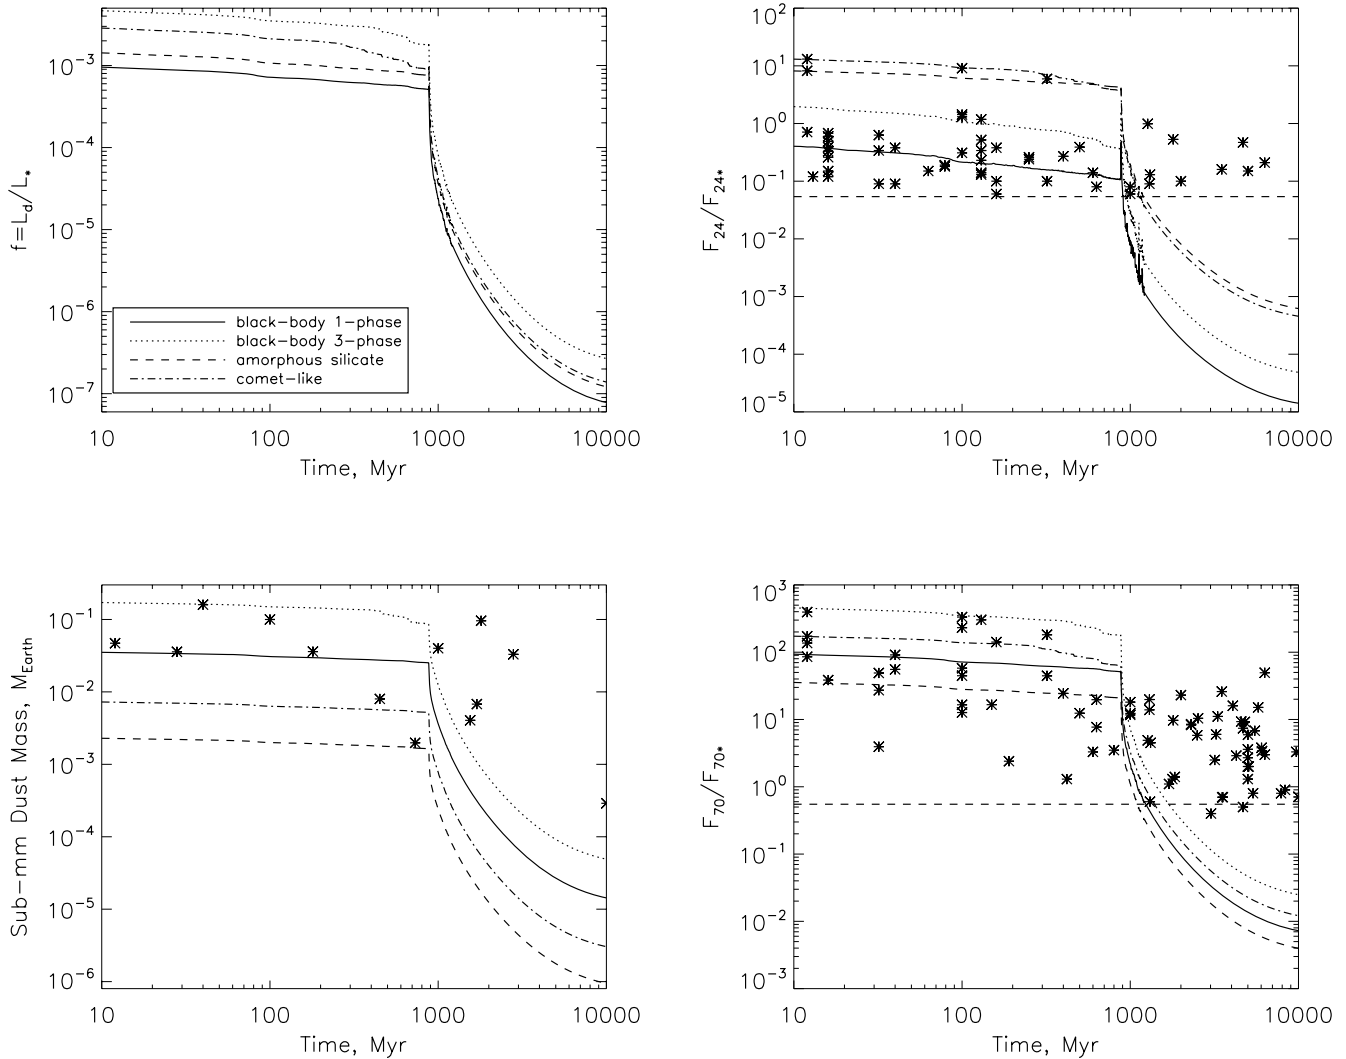 f=L_d/L_*
10^-3
10^-4
10^-5
10^-6
10^-7
black-body 1-phase
black-body 3-phase
amorphous silicate
comet-like
10 100 1000 10000
Time, Myr
F_24/F_24*
10^2
10^1
10^0
10^-1
10^-2
10^-3
10^-4
10^-5
10 100 1000 10000
Time, Myr
Sub-mm Dust Mass, M_Earth
10^-1
10^-2
10^-3
10^-4
10^-5
10^-6
10 100 1000 10000
Time, Myr
F_70/F_70*
10^3
10^2
10^1
10^0
10^-1
10^-2
10^-3
10 100 1000 10000
Time, Myr